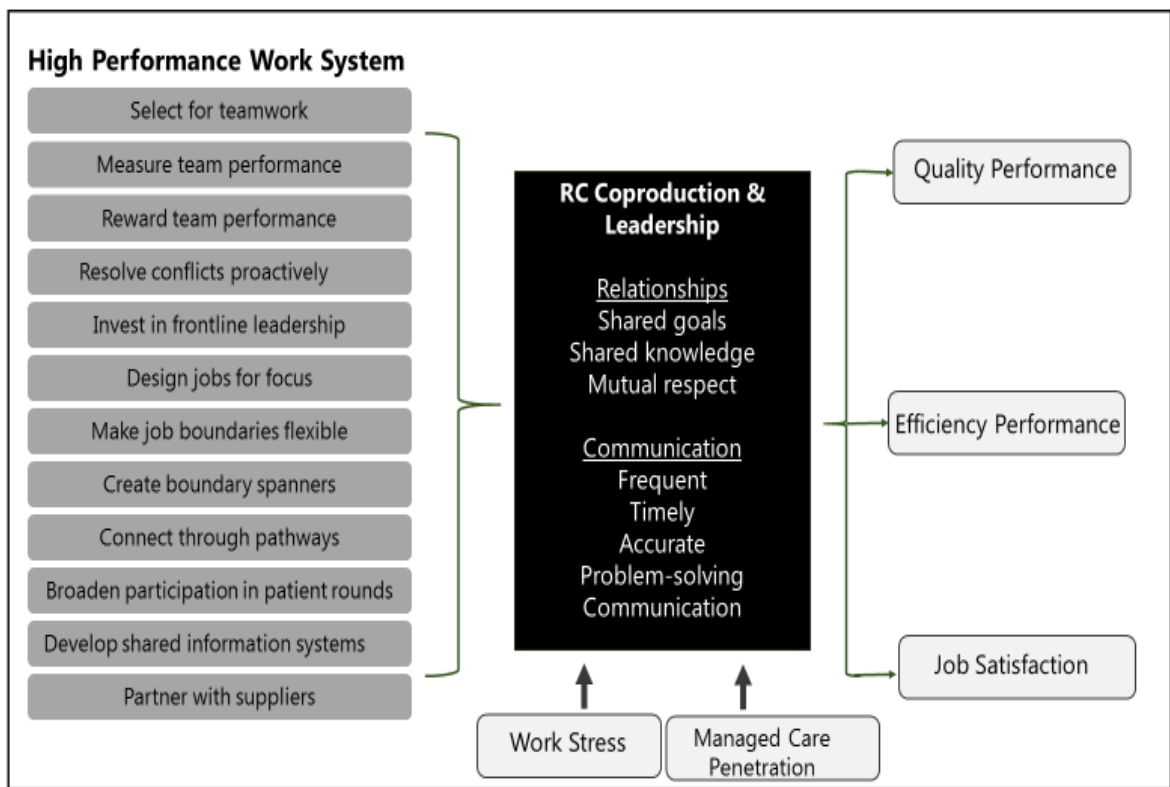 High Performance Work System
Select for teamwork
Measure team performance
Reward team performance
Resolve conflicts proactively
Invest in frontline leadership
Design jobs for focus
Make job boundaries flexible
Create boundary spanners
Connect through pathways
Broaden participation in patient rounds
Develop shared information systems
Partner with suppliers
RC Coproduction &
Leadership
Relationships
Shared goals
Shared knowledge
Mutual respect
Communication
Frequent
Timely
Accurate
Problem-solving
Communication
Work Stress
Managed Care
Penetration
Quality Performance
Efficiency Performance
Job Satisfaction